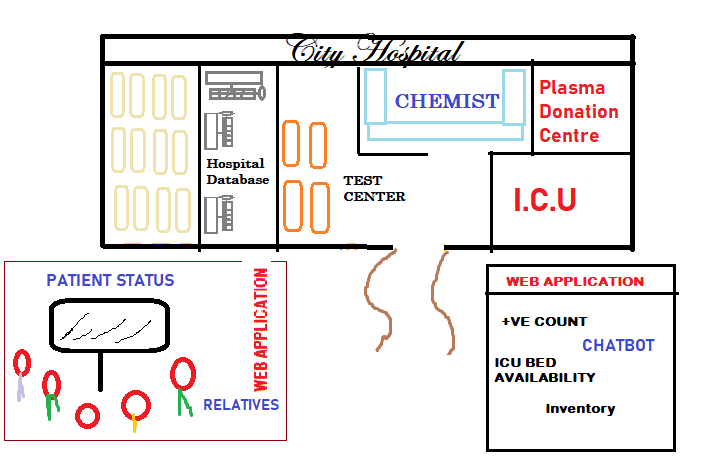 City Hospital
CHEMIST
Plasma
Donation
Centre
Hospital
Database
TEST
CENTER
I.C.U
PATIENT STATUS
WEB APPLICATION
RELATIVES
WEB APPLICATION
+VE COUNT
CHATBOT
ICU BED
AVAILABILITY
Inventory